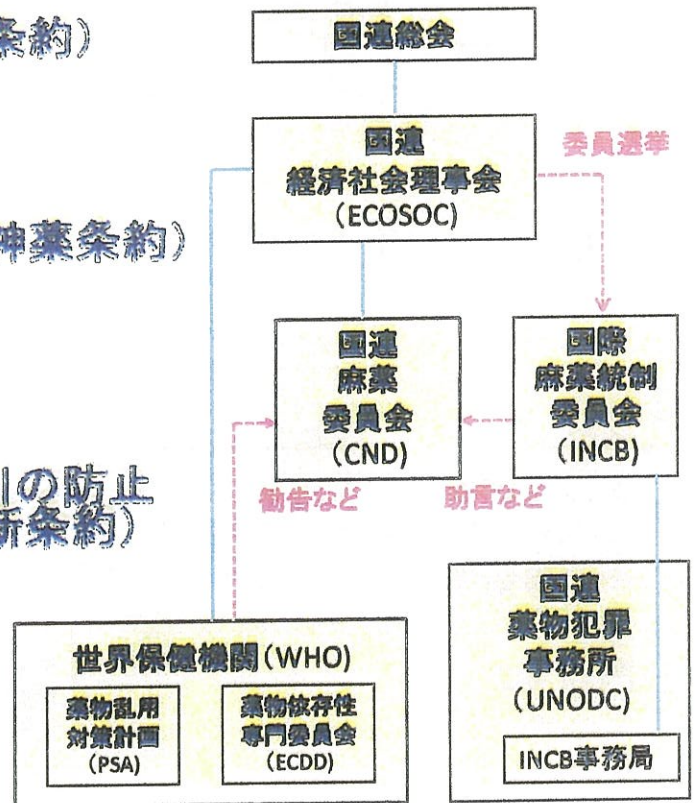 条約)
国連総会
国連
経済社会理事会
(ECOSOC)
委員選挙
神薬条約)
国連
麻薬
委員会
(CND)
国際
麻薬統制
委員会
(INCB)
の防止
新条約)
勧告など
助言など
世界保健機関(WHO)
薬物乱用
対策計画
(PSA)
薬物依存性
専門委員会
(ECDD)
国連
薬物犯罪
事務所
(UNODC)
INCB事務局